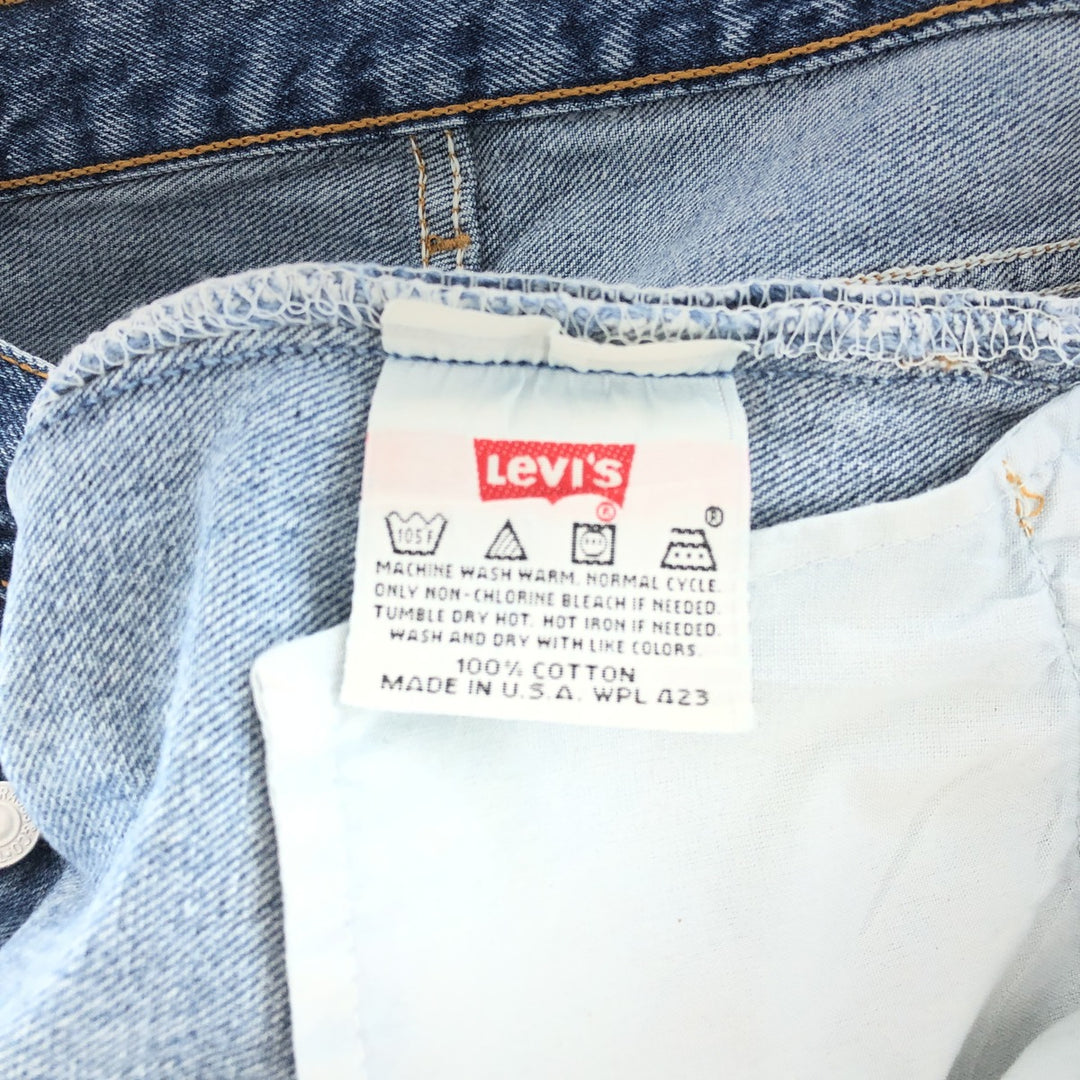 LEVI'S
®
®
105F
MACHINE WASH WARM. NORMAL CYCLE.
ONLY NON-CHLORINE BLEACH IF NEEDED.
TUMBLE DRY HOT. HOT IRON IF NEEDED.
WASH AND DRY WITH LIKE COLORS.
100% COTTON
MADE IN U.S.A. WPL 423